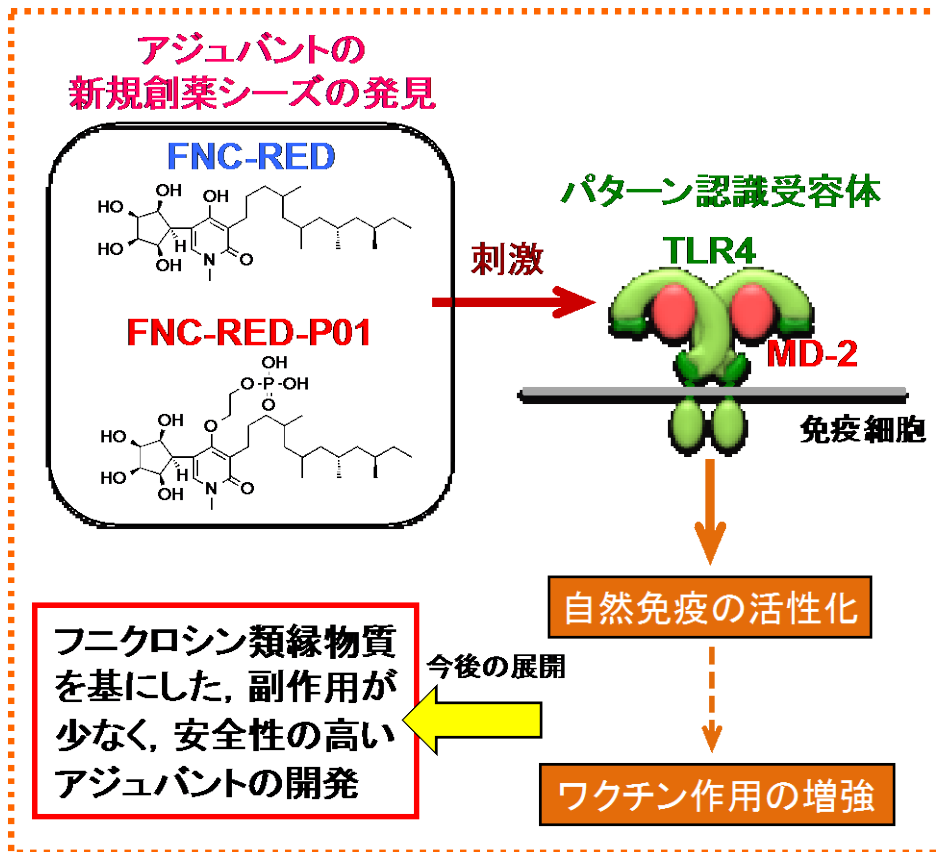 アジュバントの
新規創薬シーズの発見
FNC-RED
OH
OH
HO
HO
OH
H
N
O
OH
FNC-RED-P01
OH
O-P-OH
O
O
OH
OH
HO
HO
OH
H
N
O
刺激
パターン認識受容体
TLR4
MD-2
免疫細胞
自然免疫の活性化
ワクチン作用の増強
今後の展開
フニクロシン類縁物質
を基にした, 副作用が
少なく, 安全性の高い
アジュバントの開発